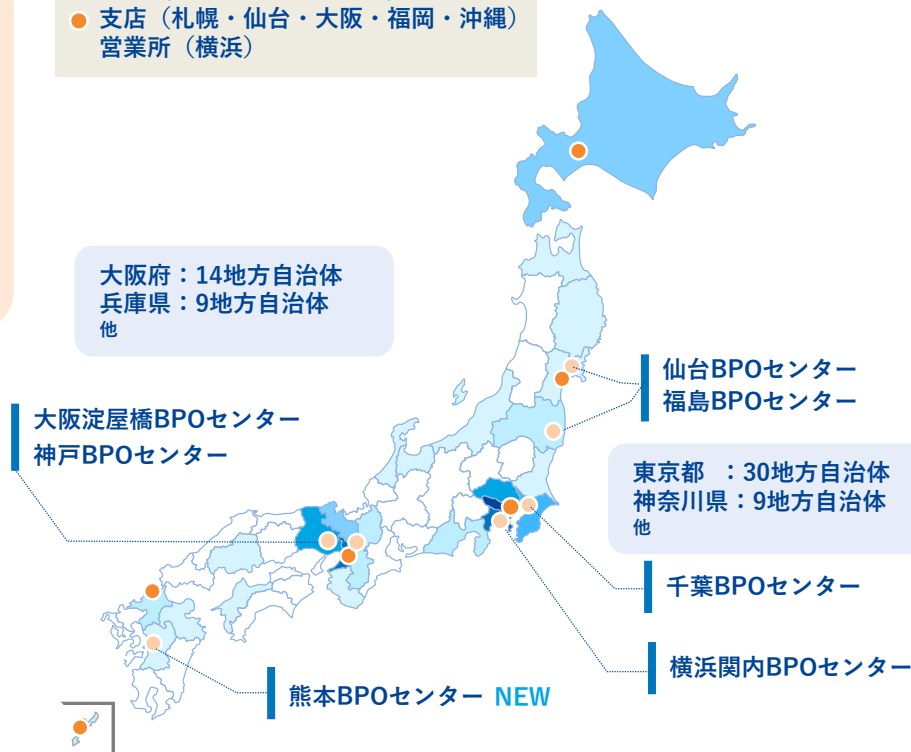 支店（札幌・仙台・大阪・福岡・沖縄）
営業所（横浜）
大阪府：14地方自治体
兵庫県：9地方自治体
他
仙台BPOセンター
福島BPOセンター
大阪淀屋橋BPOセンター
神戸BPOセンター
東京都　：30地方自治体
神奈川県：9地方自治体
他
千葉BPOセンター
横浜関内BPOセンター
熊本BPOセンター NEW